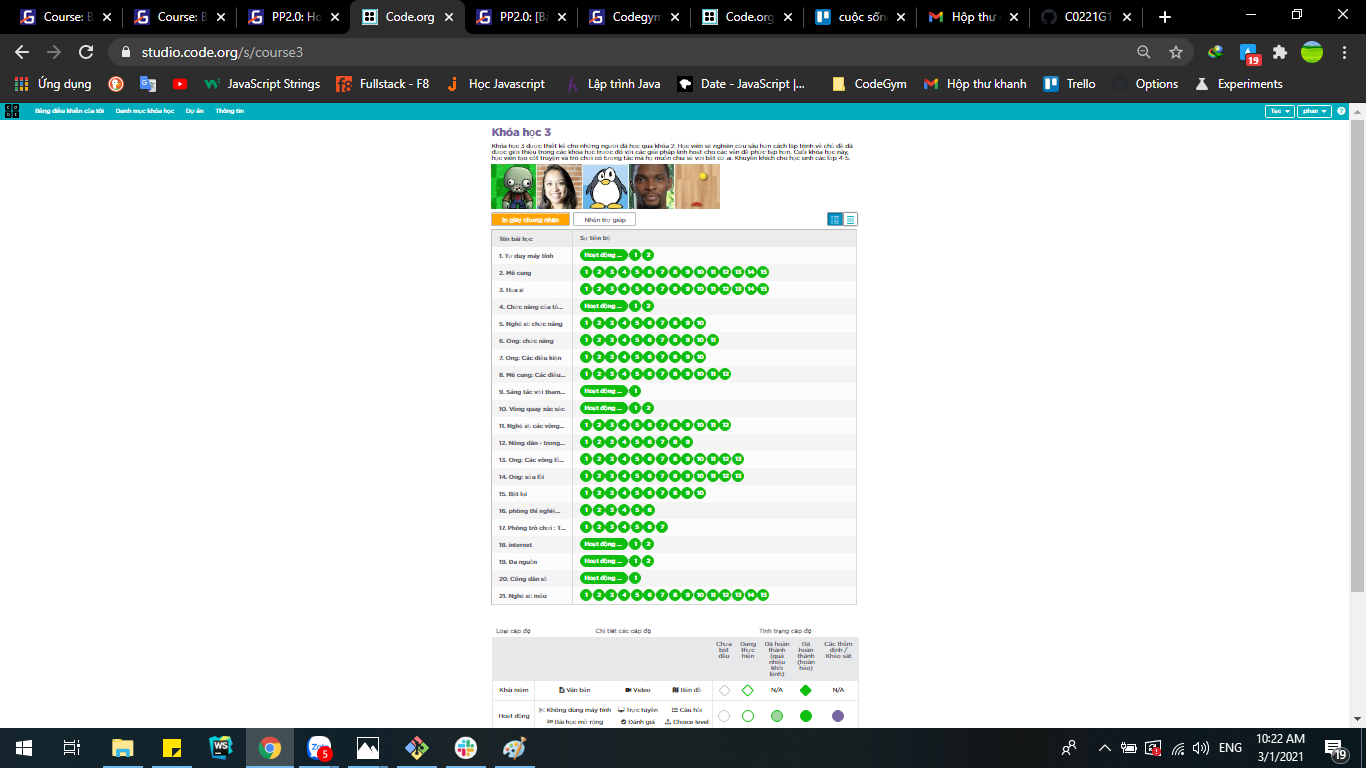 Course: B
Course: B
PP2.0: Ho
Code.org
PP2.0: [Bà
Codegym
Code.org
cuộc sốn
Hộp thư
C0221G1
studio.code.org/s/course3
19
Ứng dụng
JavaScript Strings
Fullstack - F8
Học Javascript
Lập trình Java
Date - JavaScript |...
CodeGym
Hộp thư khanh
Trello
Options
Experiments
Bảng điều khiển của tôi Danh mục khóa học Dự án Thông tin
Tạo phan
Khóa học 3
Khóa học 3 được thiết kế cho những người đã học qua khóa 2. Học viên sẽ nghiên cứu sâu hơn cách lập trình về chủ đề đã
được giới thiệu trong các khóa học trước đó với các giải pháp linh hoạt cho các vấn đề phức tạp hơn. Cuối khóa học này,
học viên tạo cốt truyện và trò chơi có tương tác mà họ muốn chia sẻ với bất cứ ai. Khuyến khích cho học sinh các lớp 4-5.
In giấy chứng nhận
Nhận trợ giúp
Tên bài học Sự tiến bộ
1. Tư duy máy tính Hoạt động ... 1 2
2. Mê cung 1 2 3 4 5 6 7 8 9 10 11 12 13 14 15
3. Họa sĩ 1 2 3 4 5 6 7 8 9 10 11 12 13 14 15
4. Chức năng của tà... Hoạt động ... 1 2
5. Nghệ sĩ: chức năng 1 2 3 4 5 6 7 8 9 10
6. Ong: chức năng 1 2 3 4 5 6 7 8 9 10 11
7. Ong: Các điều kiện 1 2 3 4 5 6 7 8 9 10
8. Mê cung: Các điều... 1 2 3 4 5 6 7 8 9 10 11 12
9. Sáng tác với tham... Hoạt động ... 1
10. Vòng quay xúc sắc Hoạt động ... 1 2
11. Nghệ sĩ: các vòng... 1 2 3 4 5 6 7 8 9 10 11 12
12. Nông dân - trong... 1 2 3 4 5 6 7 8 9
13. Ong: Các vòng lồ... 1 2 3 4 5 6 7 8 9 10 11 12 13
14. Ong: sửa lỗi 1 2 3 4 5 6 7 8 9 10 11 12 13
15. Bật lại 1 2 3 4 5 6 7 8 9 10
16. phòng thí nghiệ... 1 2 3 4 5 6
17. Phòng trò chơi : T... 1 2 3 4 5 6 7
18. internet Hoạt động ... 1 2
19. Đa nguồn Hoạt động ... 1 2
20. Công dân số Hoạt động ... 1
21. Nghệ sĩ: mẫu 1 2 3 4 5 6 7 8 9 10 11 12 13 14 15
Loại cấp độ Chi tiết các cấp độ Tình trạng cấp độ
Chưa bắt đầu
Đang thực hiện
Đã hoàn thành (quá nhiều khối lệnh)
Đã hoàn thành (hoàn hảo)
Các thẩm định / Khảo sát
Khái niệm Văn bản Video Bản đồ N/A N/A
Hoạt động Không dùng máy tính Trực tuyến Câu hỏi
Bài học mở rộng Đánh giá Choice level
WS
Zalo
5
ENG
10:22 AM
3/1/2021
19